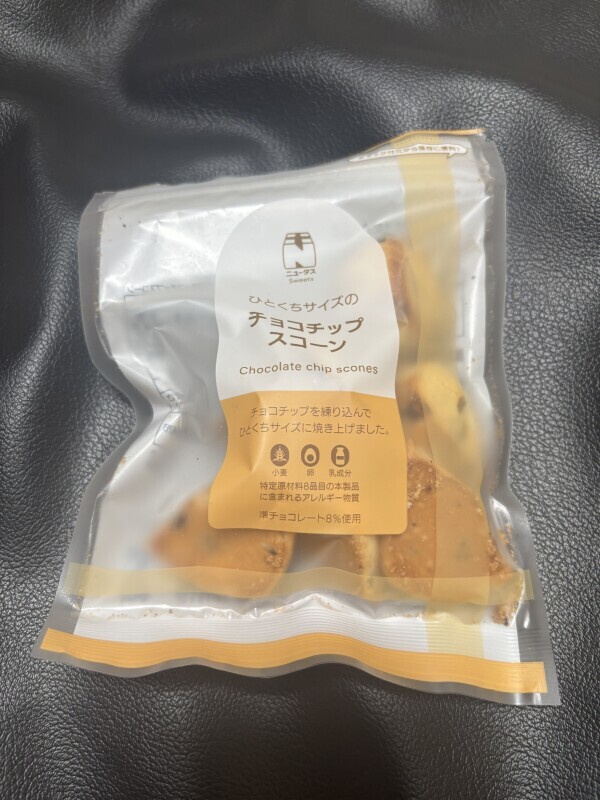 ニューデイズ
Sweets
ひとくちサイズの
チョコチップ
スコーン
Chocolate chip scones
チョコチップを練り込んで
ひとくちサイズに焼き上げました。
小麦 卵 乳成分
特定原材料8品目の本製品
に含まれるアレルギー物質
準チョコレート8%使用